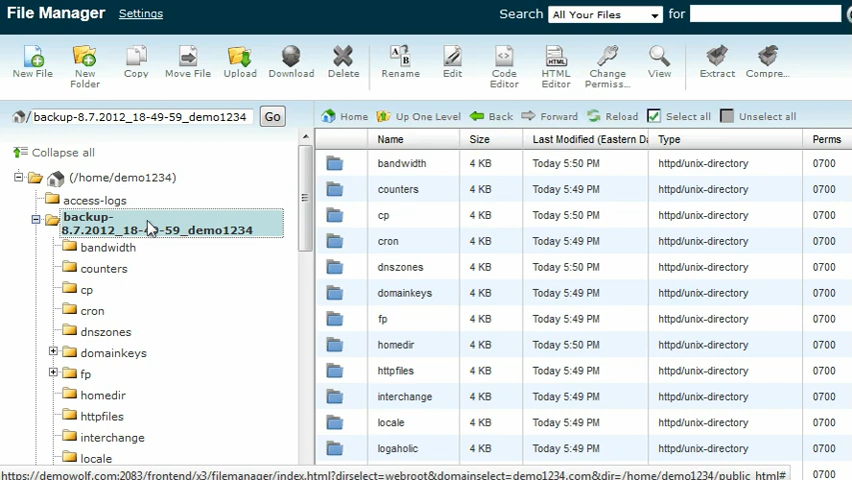 File Manager Settings Search All Your Files for
New File New Folder Copy Move File Upload Download Delete Rename Edit Code Editor HTML Editor Change Permiss... View Extract Compre...
/ backup-8.7.2012_18-49-59_demo1234 Go
Home Up One Level Back Forward Reload Select all Unselect all
Collapse all
(/home/demo1234)
access-logs
backup-
8.7.2012_18-49-59_demo1234
bandwidth
counters
cp
cron
dnszones
domainkeys
fp
homedir
httpfiles
interchange
locale
Name Size Last Modified (Eastern Da Type Perms
bandwidth 4 KB Today 5:50 PM httpd/unix-directory 0700
counters 4 KB Today 5:49 PM httpd/unix-directory 0700
cp 4 KB Today 5:50 PM httpd/unix-directory 0700
cron 4 KB Today 5:49 PM httpd/unix-directory 0700
dnszones 4 KB Today 5:50 PM httpd/unix-directory 0700
domainkeys 4 KB Today 5:49 PM httpd/unix-directory 0700
fp 4 KB Today 5:49 PM httpd/unix-directory 0700
homedir 4 KB Today 5:50 PM httpd/unix-directory 0700
httpfiles 4 KB Today 5:49 PM httpd/unix-directory 0700
interchange 4 KB Today 5:49 PM httpd/unix-directory 0700
locale 4 KB Today 5:49 PM httpd/unix-directory 0700
logaholic 4 KB Today 5:49 PM httpd/unix-directory 0700
https://demowolf.com:2083/frontend/x3/filemanager/index.html?dirselect=webroot&domainselect=demo1234.com&dir=/home/demo1234/public_html#